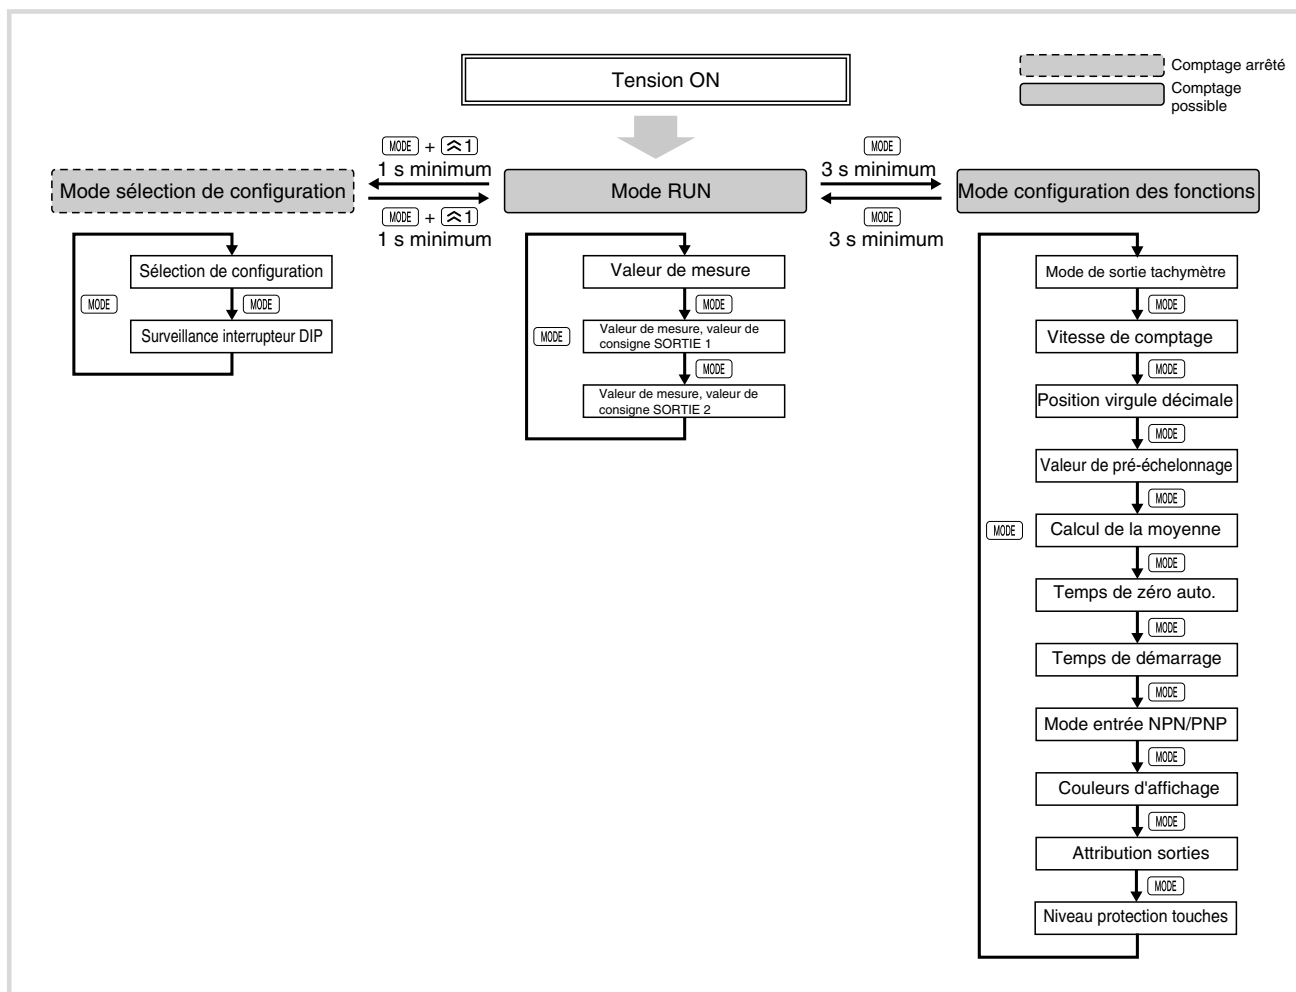 Tension ON
Comptage arrêté
Comptage
possible
MODE + 1
1 s minimum
MODE
3 s minimum
Mode sélection de configuration
Mode RUN
Mode configuration des fonctions
MODE + 1
1 s minimum
MODE
3 s minimum
Sélection de configuration
MODE
MODE
Surveillance interrupteur DIP
Valeur de mesure
MODE
MODE
Valeur de mesure, valeur de
consigne SORTIE 1
MODE
Valeur de mesure, valeur de
consigne SORTIE 2
Mode de sortie tachymètre
MODE
Vitesse de comptage
MODE
Position virgule décimale
MODE
Valeur de pré-échelonnage
MODE
MODE
Calcul de la moyenne
MODE
Temps de zéro auto.
MODE
Temps de démarrage
MODE
Mode entrée NPN/PNP
MODE
Couleurs d'affichage
MODE
Attribution sorties
MODE
Niveau protection touches